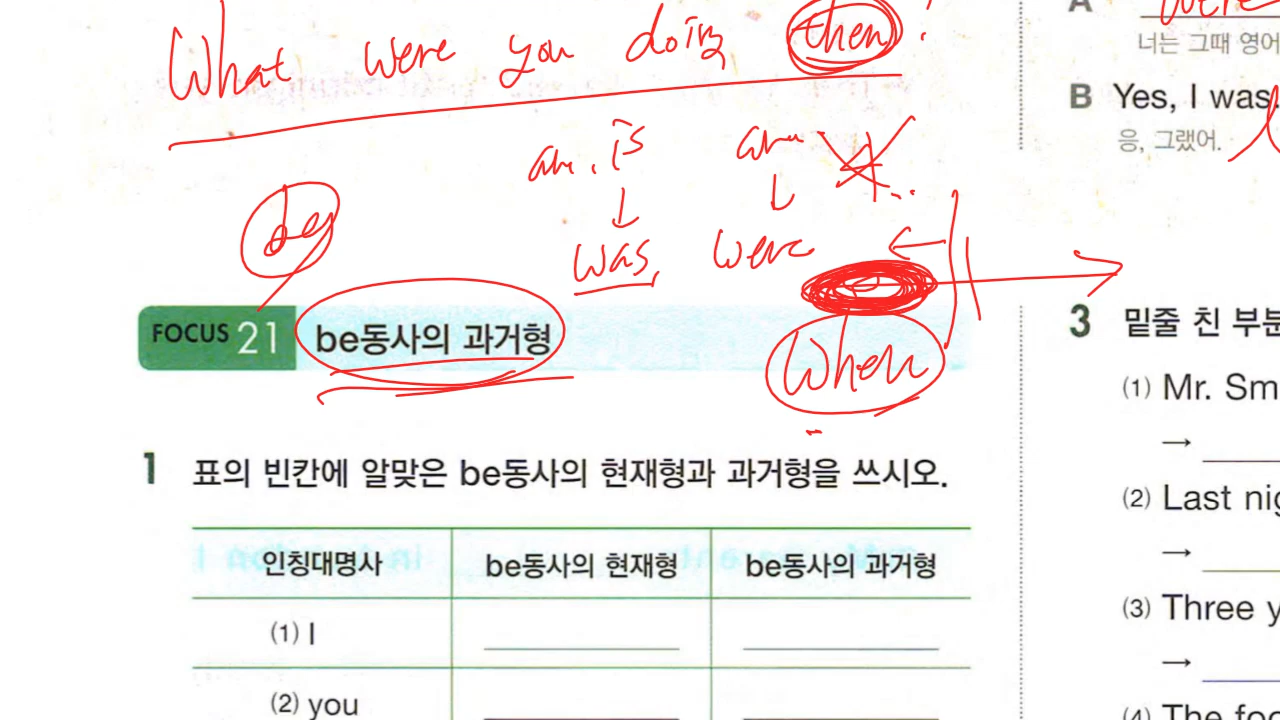 What were you doing then?
am, is are
↓ ↓
was, were
be
When
FOCUS 21 be동사의 과거형
1 표의 빈칸에 알맞은 be동사의 현재형과 과거형을 쓰시오.
인칭대명사 be동사의 현재형 be동사의 과거형
(1) I
(2) you
A were
너는 그때 영어
B Yes, I was.
응, 그랬어.
3 밑줄 친 부분
(1) Mr. Sm
→
(2) Last nig
→
(3) Three y
→
(4) The foo